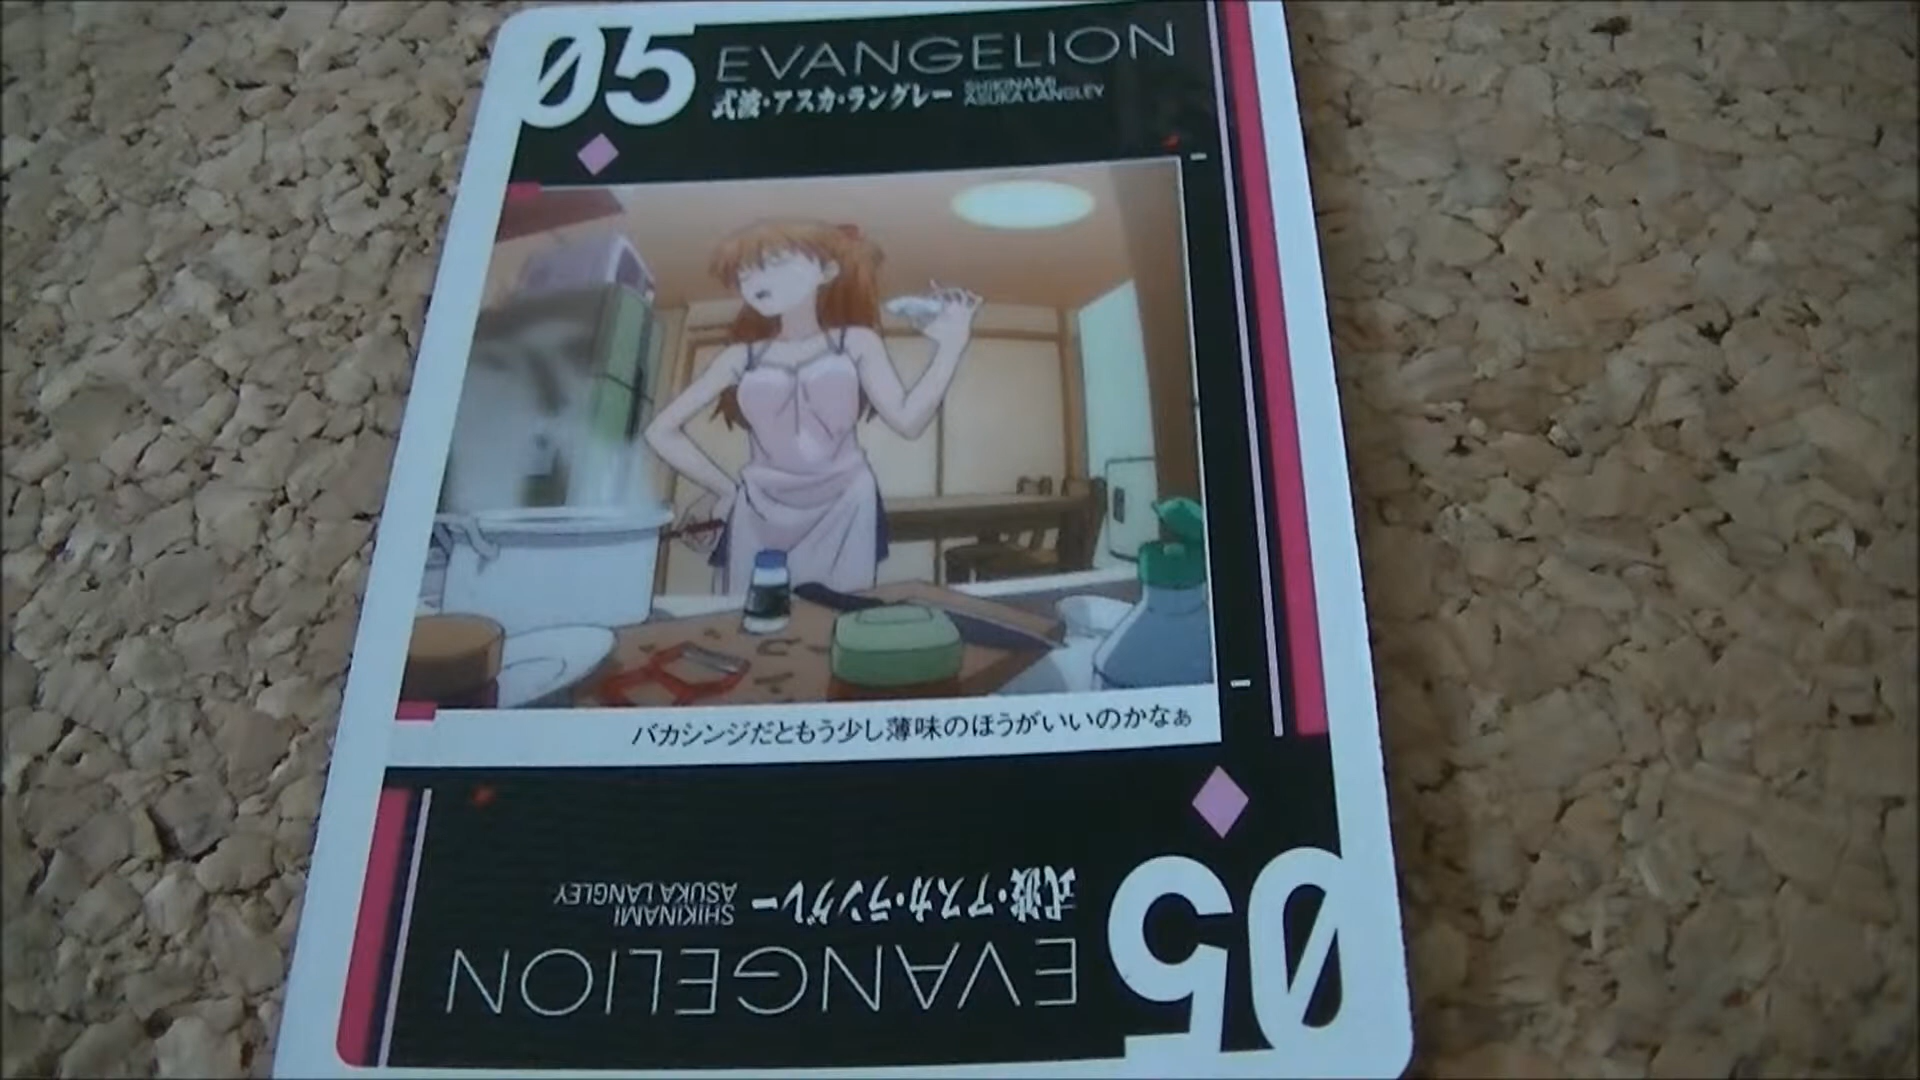 05
EVANGELION
式波・アスカ・ラングレー
SHIKINAMI
ASUKA LANGLEY
バカシンジだともう少し薄味のほうがいいのかなぁ
05
EVANGELION
式波・アスカ・ラングレー
SHIKINAMI
ASUKA LANGLEY